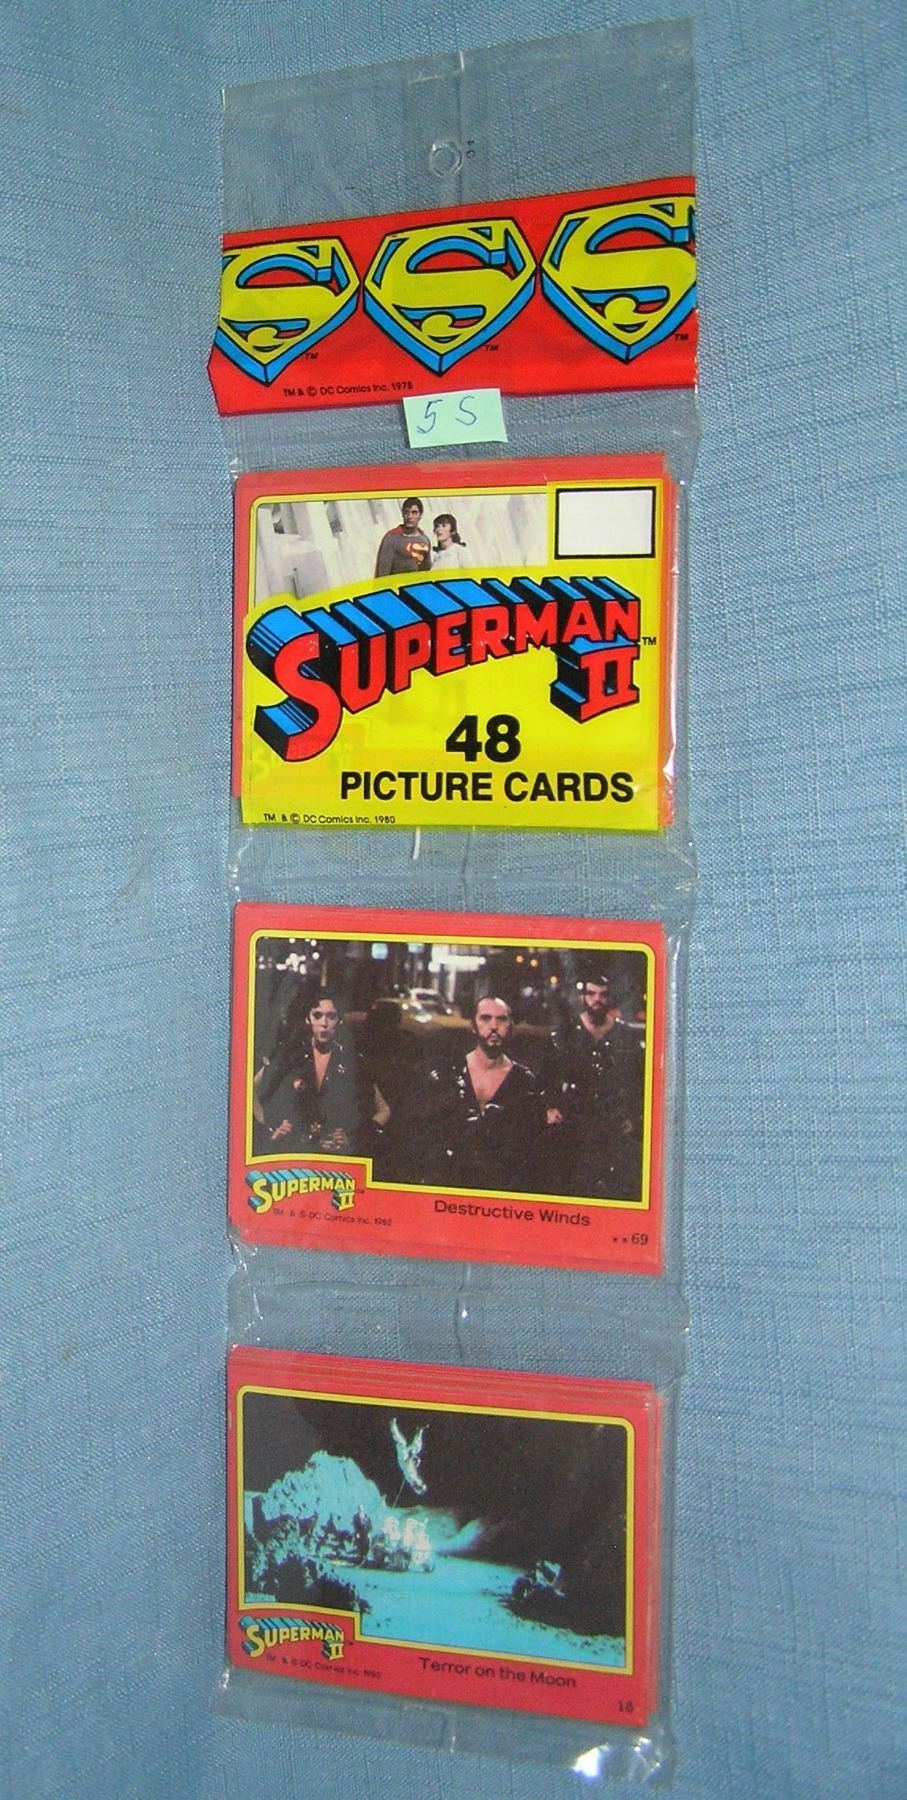 S S S
TM TM TM
TM & © DC Comics Inc. 1978
5 S
SUPERMAN TM
II
48
PICTURE CARDS
TM & © DC Comics Inc. 1980
SUPERMAN
II
Destructive Winds
TM & © DC Comics Inc. 1980
**69
SUPERMAN
II
Terror on the Moon
TM & © DC Comics Inc. 1980
18